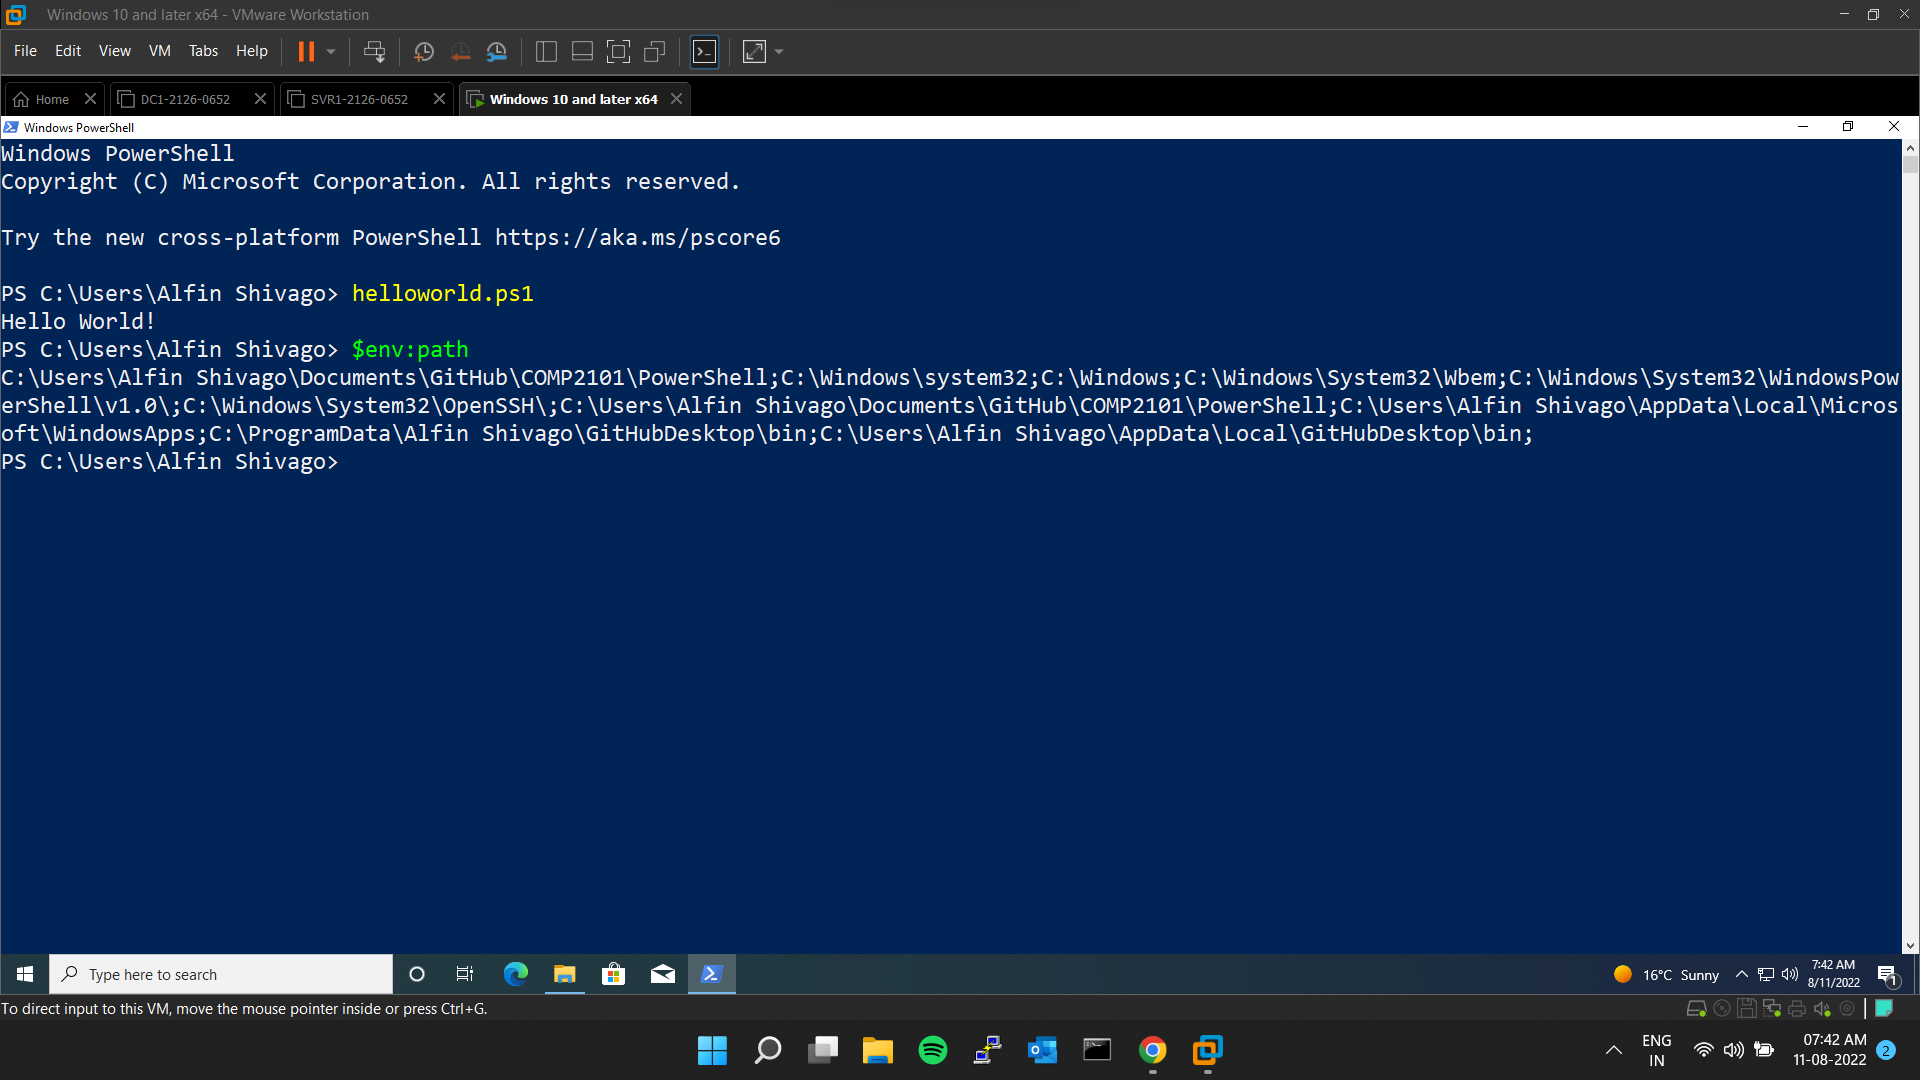 Windows 10 and later x64 - VMware Workstation
File Edit View VM Tabs Help
Home DC1-2126-0652 SVR1-2126-0652 Windows 10 and later x64
Windows PowerShell
Windows PowerShell
Copyright (C) Microsoft Corporation. All rights reserved.
Try the new cross-platform PowerShell https://aka.ms/pscore6
PS C:\Users\Alfin Shivago> helloworld.ps1
Hello World!
PS C:\Users\Alfin Shivago> $env:path
C:\Users\Alfin Shivago\Documents\GitHub\COMP2101\PowerShell;C:\Windows\system32;C:\Windows;C:\Windows\System32\Wbem;C:\Windows\System32\WindowsPow
erShell\v1.0\;C:\Windows\System32\OpenSSH\;C:\Users\Alfin Shivago\Documents\GitHub\COMP2101\PowerShell;C:\Users\Alfin Shivago\AppData\Local\Micros
oft\WindowsApps;C:\ProgramData\Alfin Shivago\GitHubDesktop\bin;C:\Users\Alfin Shivago\AppData\Local\GitHubDesktop\bin;
PS C:\Users\Alfin Shivago>
Type here to search
16°C Sunny
7:42 AM
8/11/2022
1
To direct input to this VM, move the mouse pointer inside or press Ctrl+G.
ENG
IN
07:42 AM
11-08-2022
2